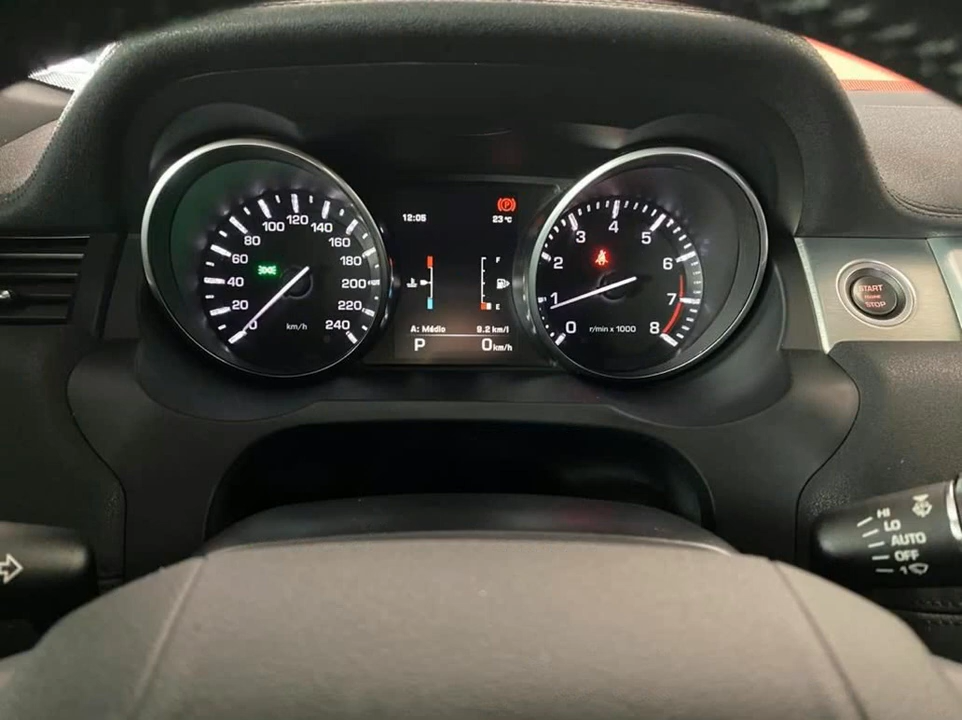 0
20
40
60
80
100
120
140
160
180
200
220
240
km/h
12:05
(P)
23 °C
F
E
A: Médio 9.2 km/l
P 0 km/h
0
1
2
3
4
5
6
7
8
r/min x 1000
START
ENGINE
STOP
HI
LO
AUTO
OFF
1